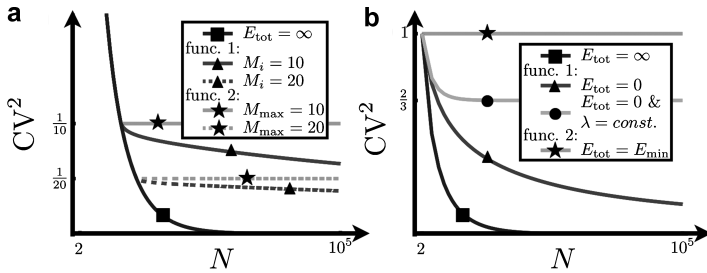 a
CV²
1/10
1/20
2
N
10⁵
E_tot = ∞
func. 1:
M_i = 10
M_i = 20
func. 2:
M_max = 10
M_max = 20
b
CV²
1
2/3
2
N
10⁵
E_tot = ∞
func. 1:
E_tot = 0
E_tot = 0 &
λ = const.
func. 2:
E_tot = E_min